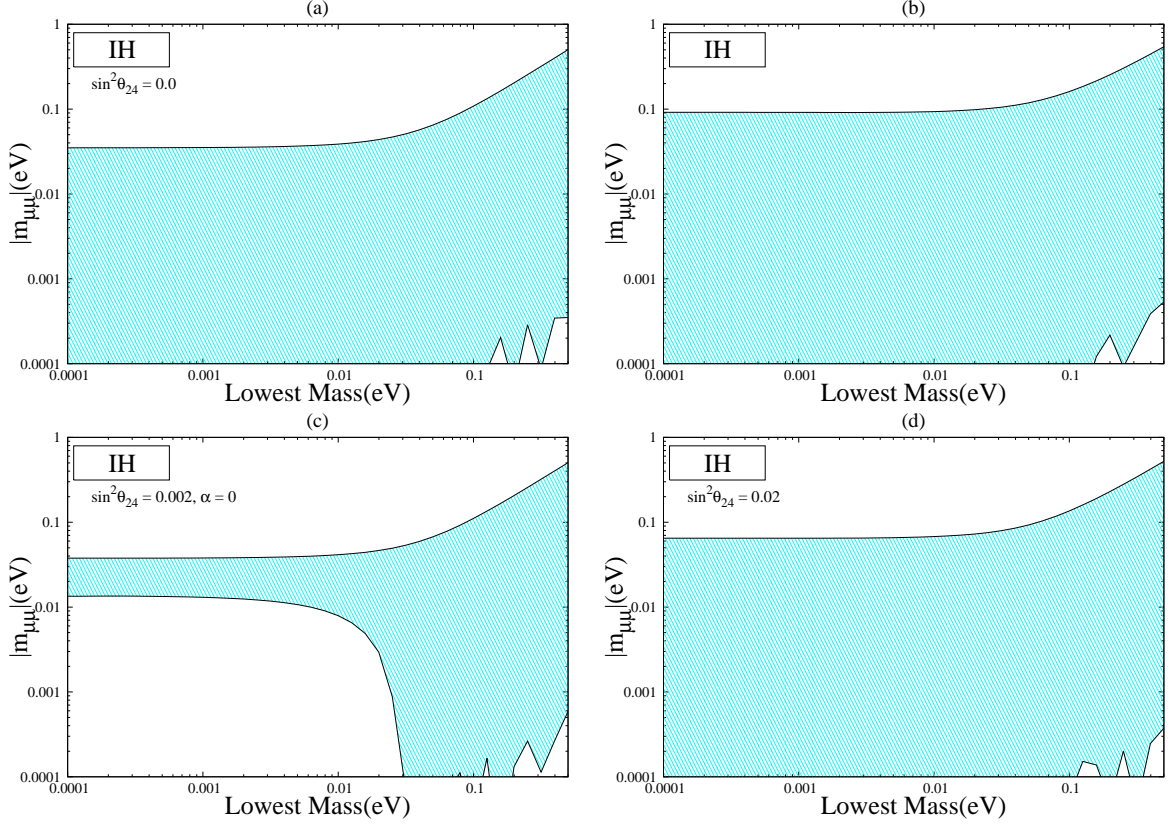 (a)
IH
sin²θ₂₄ = 0.0
|m_μμ|(eV)
1
0.1
0.01
0.001
0.0001
0.0001 0.001 0.01 0.1
Lowest Mass(eV)
(b)
IH
|m_μμ|(eV)
1
0.1
0.01
0.001
0.0001
0.0001 0.001 0.01 0.1
Lowest Mass(eV)
(c)
IH
sin²θ₂₄ = 0.002, α = 0
|m_μμ|(eV)
1
0.1
0.01
0.001
0.0001
0.0001 0.001 0.01 0.1
Lowest Mass(eV)
(d)
IH
sin²θ₂₄ = 0.02
|m_μμ|(eV)
1
0.1
0.01
0.001
0.0001
0.0001 0.001 0.01 0.1
Lowest Mass(eV)